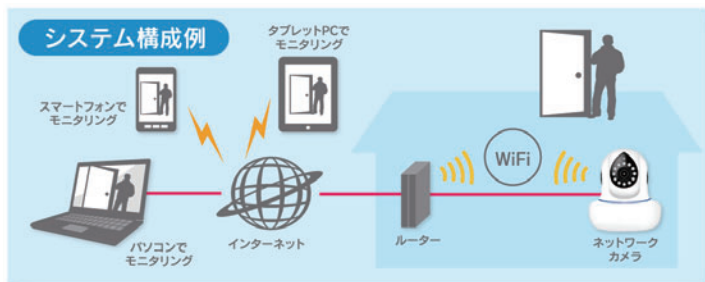 システム構成例
タブレットPCで
モニタリング
スマートフォンで
モニタリング
WiFi
パソコンで
モニタリング
インターネット
ルーター
ネットワーク
カメラ